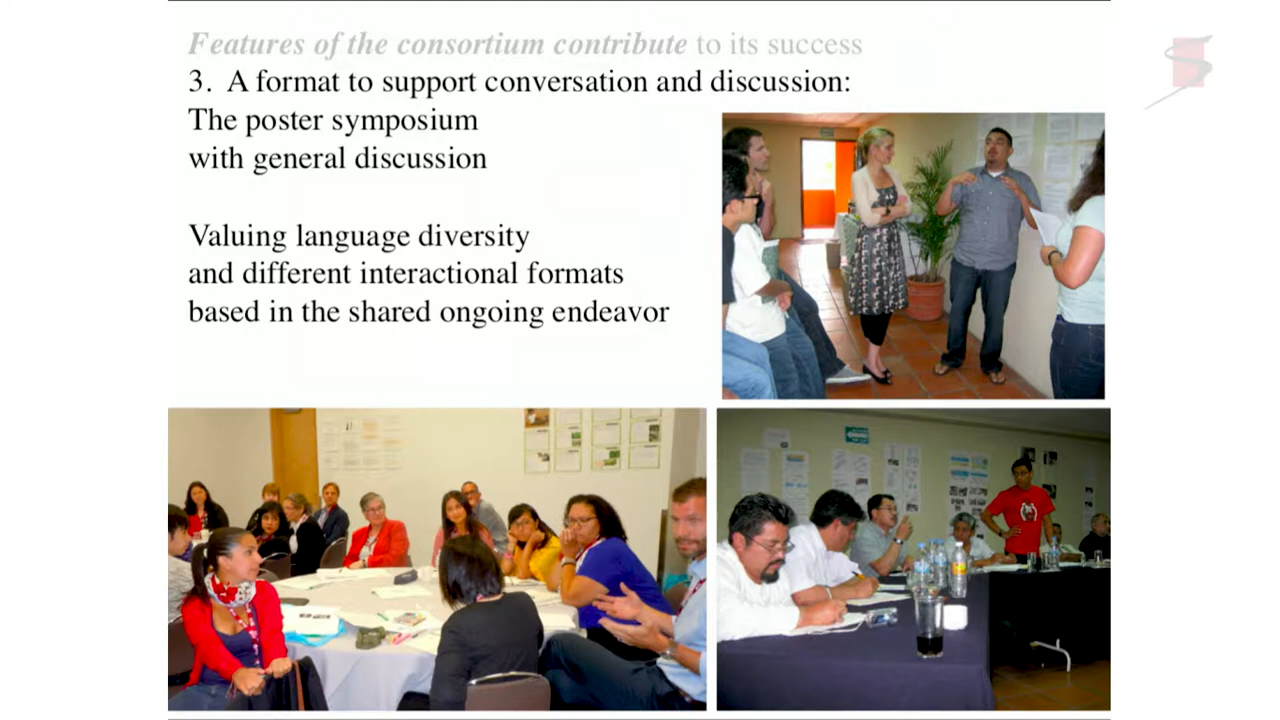 Features of the consortium contribute to its success
3. A format to support conversation and discussion:
The poster symposium
with general discussion
Valuing language diversity
and different interactional formats
based in the shared ongoing endeavor